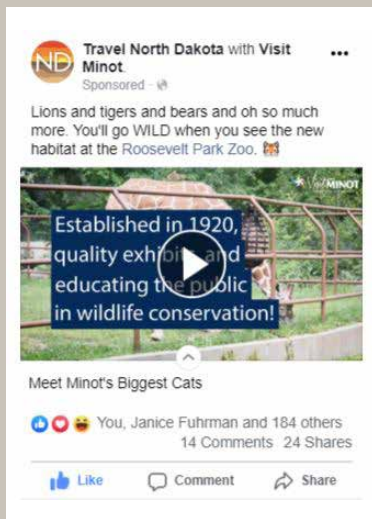 ND
Travel North Dakota with Visit
Minot.
Sponsored ·
Lions and tigers and bears and oh so much
more. You'll go WILD when you see the new
habitat at the Roosevelt Park Zoo. 🐯
Visit MINOT
Established in 1920,
quality exhibits and
educating the public
in wildlife conservation!
Meet Minot's Biggest Cats
You, Janice Fuhrman and 184 others
14 Comments 24 Shares
Like Comment Share